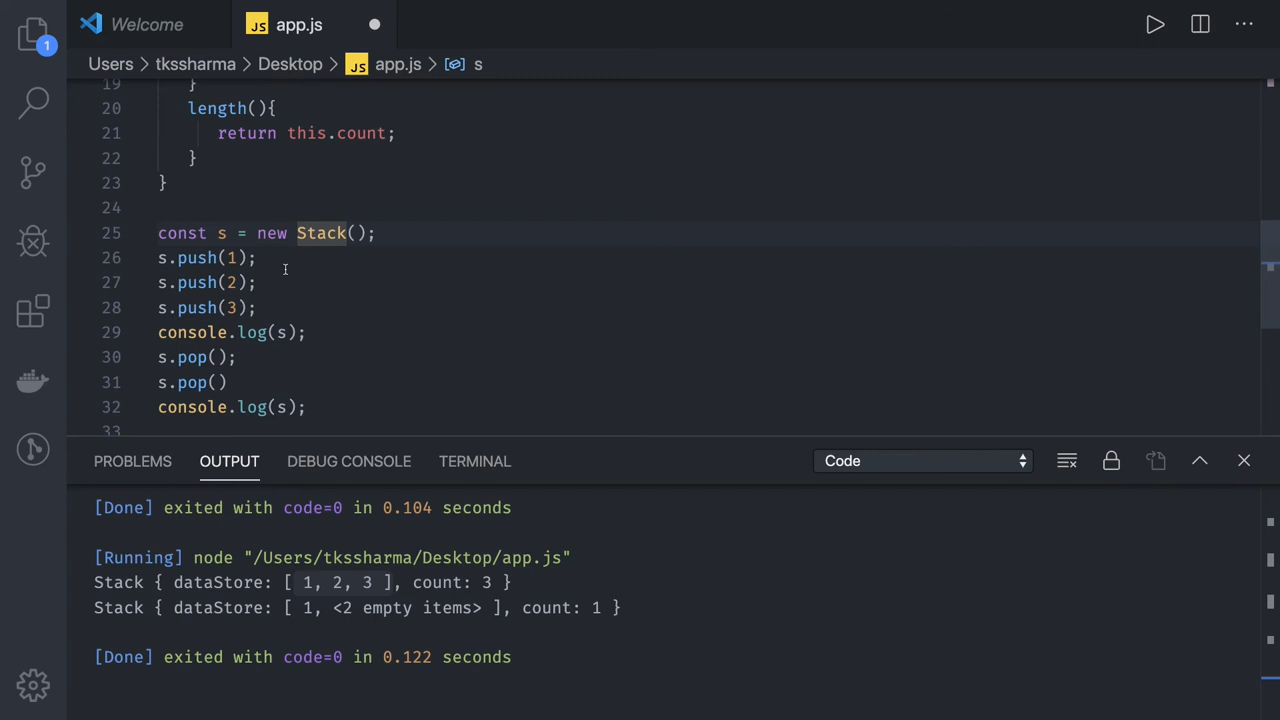 Welcome
JS app.js
1
Users > tkssharma > Desktop > JS app.js > s
19 }
20 length(){
21 return this.count;
22 }
23 }
24
25 const s = new Stack();
26 s.push(1);
27 s.push(2);
28 s.push(3);
29 console.log(s);
30 s.pop();
31 s.pop()
32 console.log(s);
33
PROBLEMS OUTPUT DEBUG CONSOLE TERMINAL Code
[Done] exited with code=0 in 0.104 seconds
[Running] node "/Users/tkssharma/Desktop/app.js"
Stack { dataStore: [ 1, 2, 3 ], count: 3 }
Stack { dataStore: [ 1, <2 empty items> ], count: 1 }
[Done] exited with code=0 in 0.122 seconds